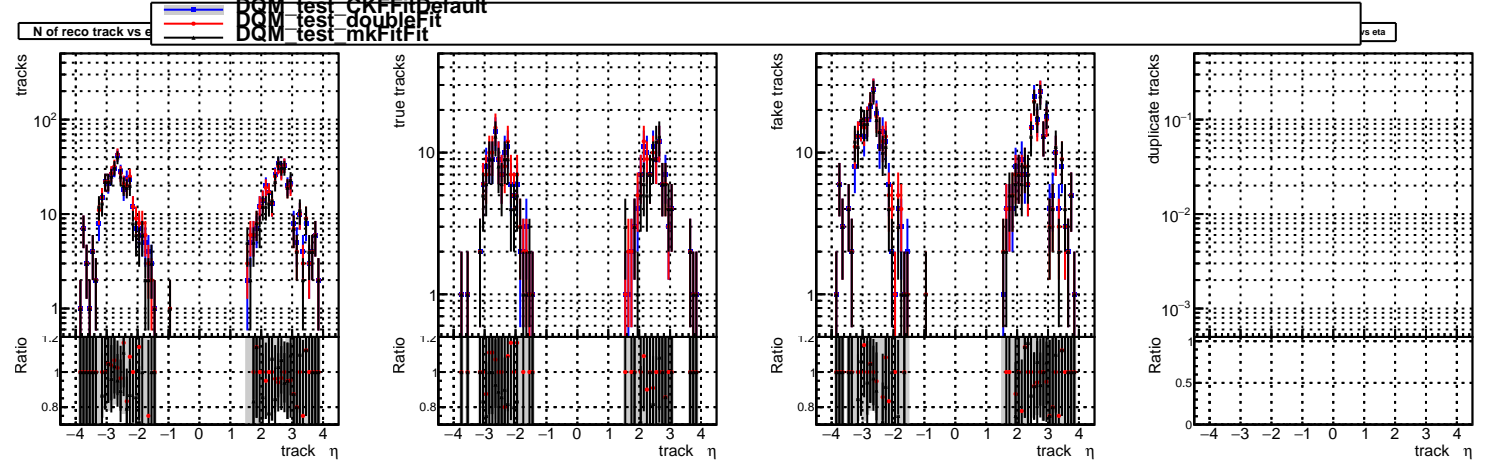 DQM_test_CKFFitDefault
DQM_test_doubleFit
DQM_test_mkFitFit
N of reco track vs e
vs eta
tracks
10²
10
1
Ratio
1.2
1
0.8
−4 −3 −2 −1 0 1 2 3 4
track η
true tracks
10
1
Ratio
1.2
1
0.8
−4 −3 −2 −1 0 1 2 3 4
track η
fake tracks
10
1
Ratio
1.2
1
0.8
−4 −3 −2 −1 0 1 2 3 4
track η
duplicate tracks
10⁻¹
10⁻²
10⁻³
Ratio
1
0.5
0
−4 −3 −2 −1 0 1 2 3 4
track η